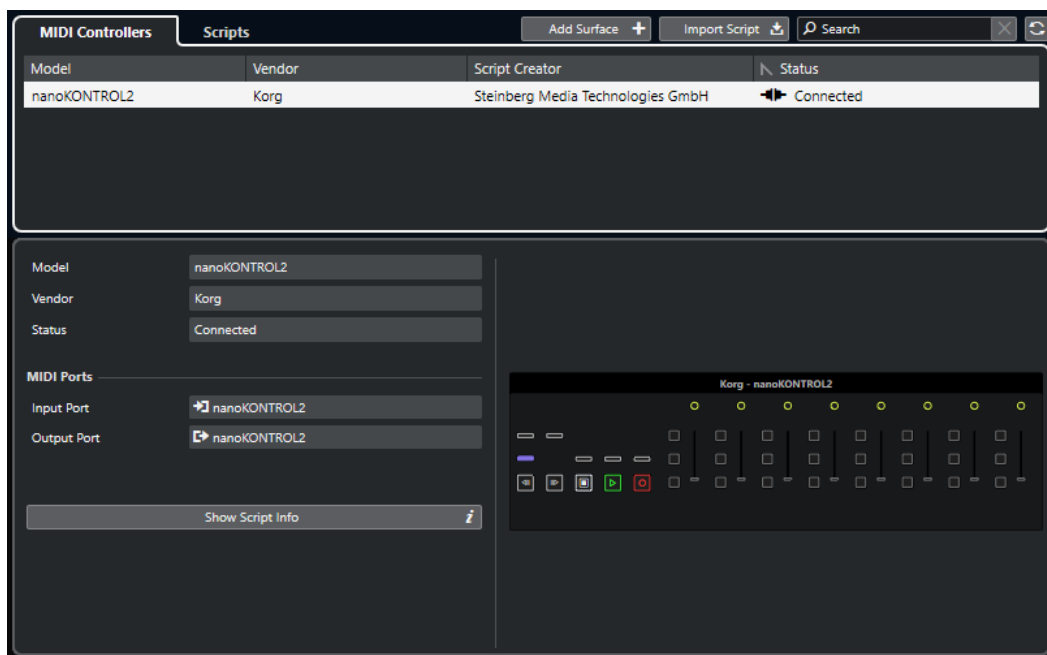 MIDI Controllers Scripts Add Surface Import Script Search
Model Vendor Script Creator Status
nanoKONTROL2 Korg Steinberg Media Technologies GmbH Connected
Model nanoKONTROL2
Vendor Korg
Status Connected
MIDI Ports
Input Port nanoKONTROL2
Output Port nanoKONTROL2
Show Script Info i
Korg - nanoKONTROL2